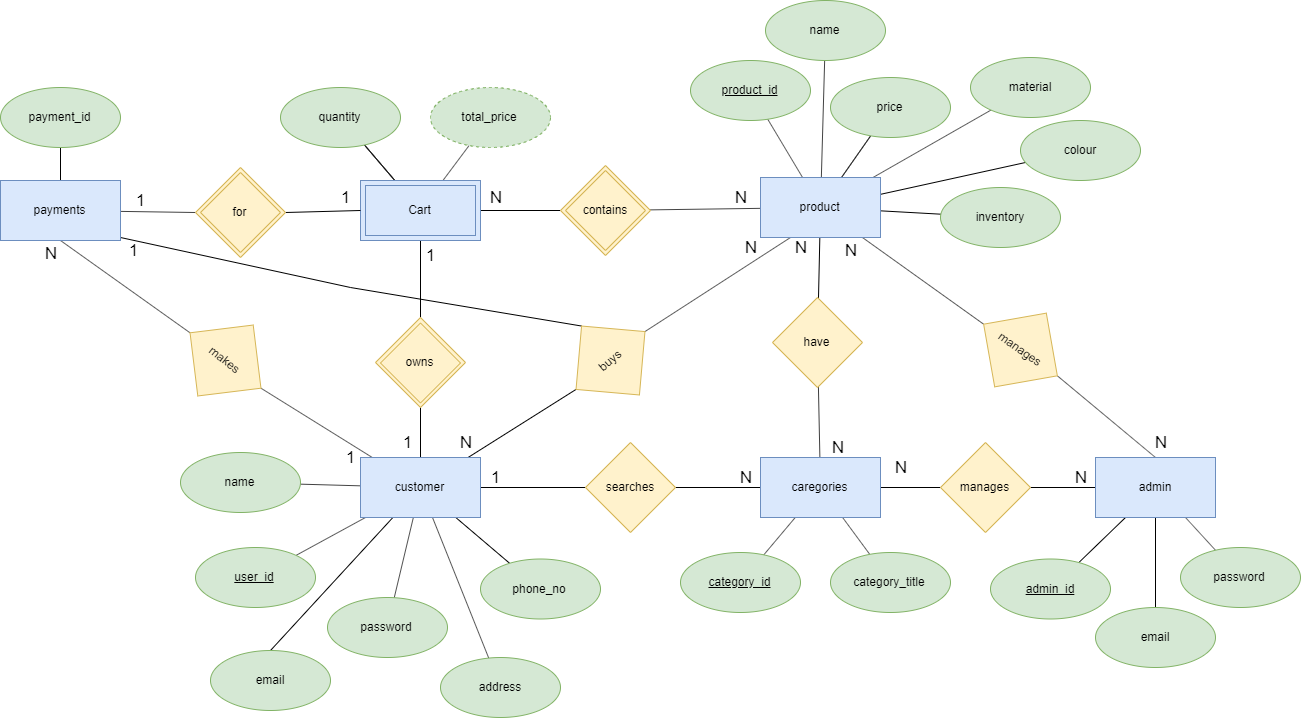 name
product_id
material
price
payment_id
quantity
total_price
colour
payments
1
for
1
Cart
N
contains
N
product
inventory
N
1
1
N
N
N
makes
owns
buys
have
manages
1
1
N
N
N
N
name
customer
1
searches
N
caregories
manages
N
admin
user_id
phone_no
category_id
category_title
admin_id
password
password
email
email
address